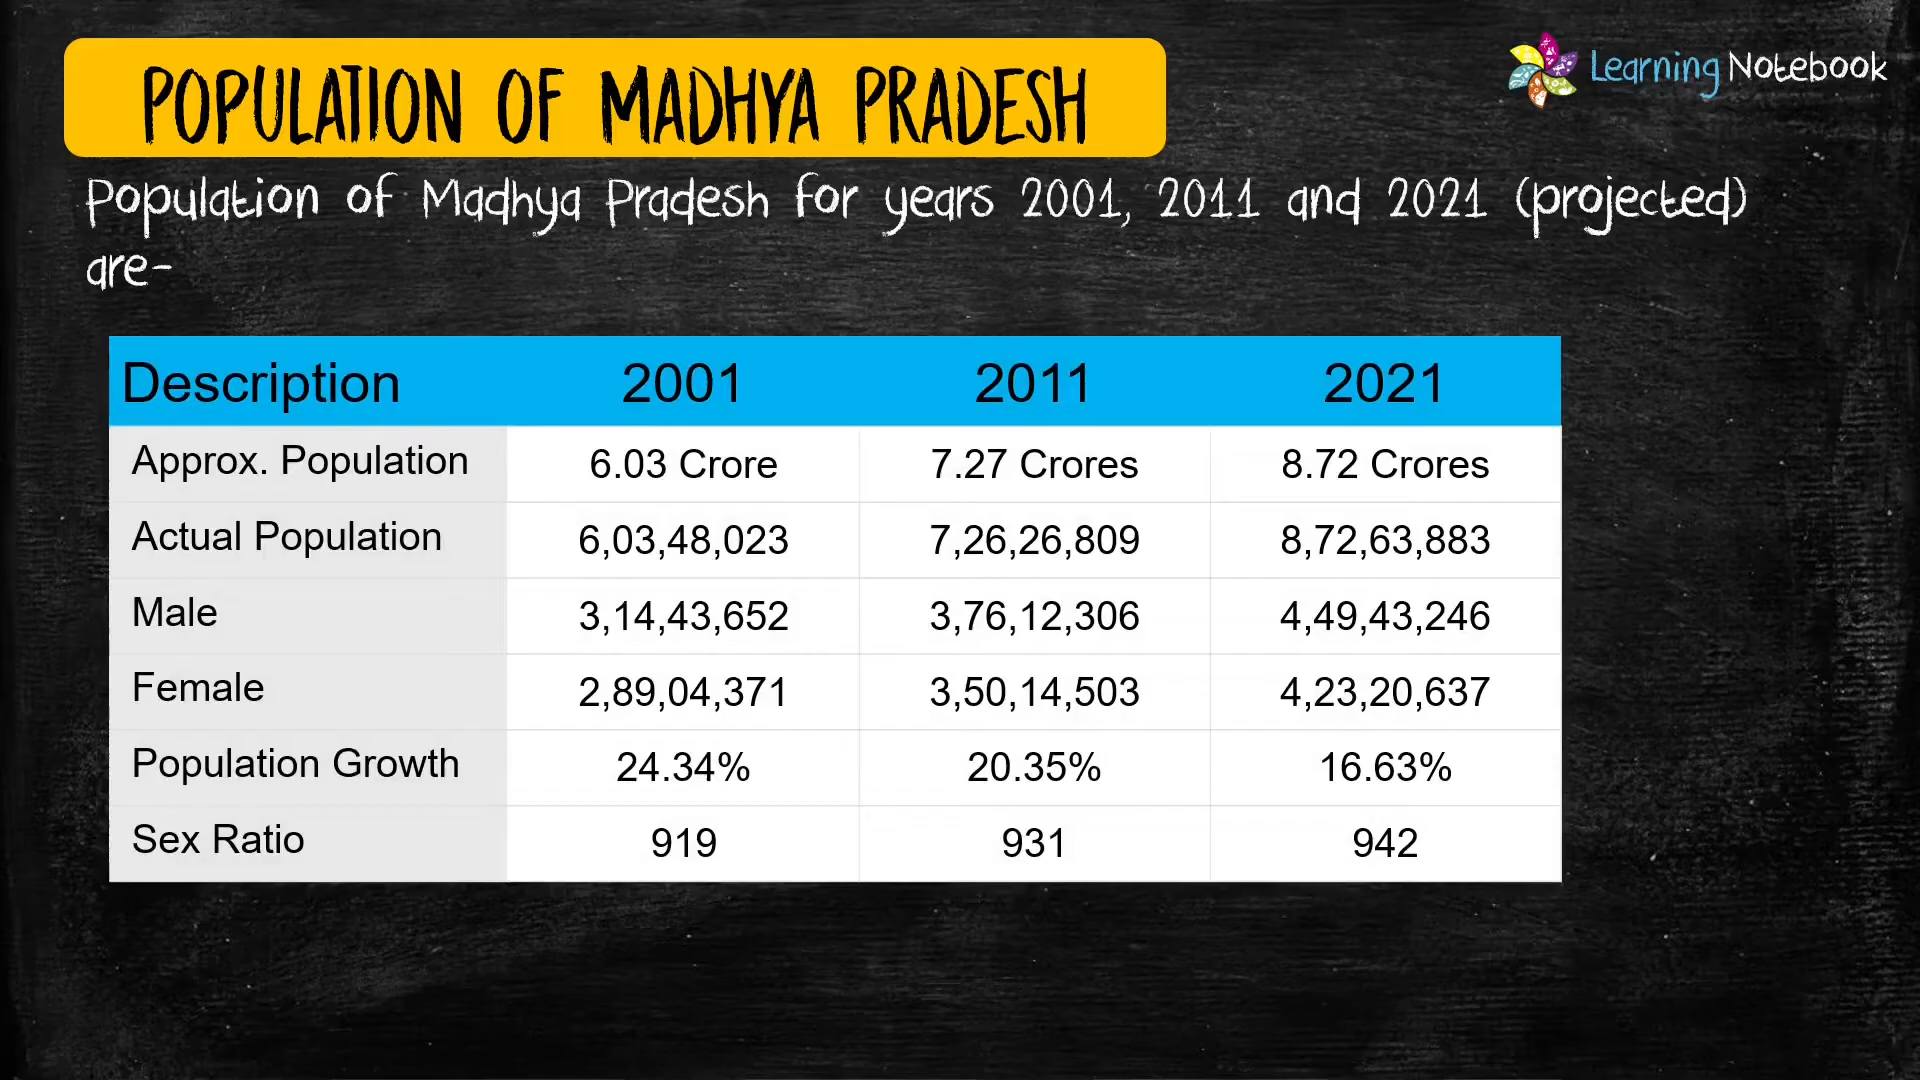 POPULATION OF MADHYA PRADESH
Learning Notebook
Population of Madhya Pradesh for years 2001, 2011 and 2021 (projected)
are-
Description 2001 2011 2021
Approx. Population 6.03 Crore 7.27 Crores 8.72 Crores
Actual Population 6,03,48,023 7,26,26,809 8,72,63,883
Male 3,14,43,652 3,76,12,306 4,49,43,246
Female 2,89,04,371 3,50,14,503 4,23,20,637
Population Growth 24.34% 20.35% 16.63%
Sex Ratio 919 931 942